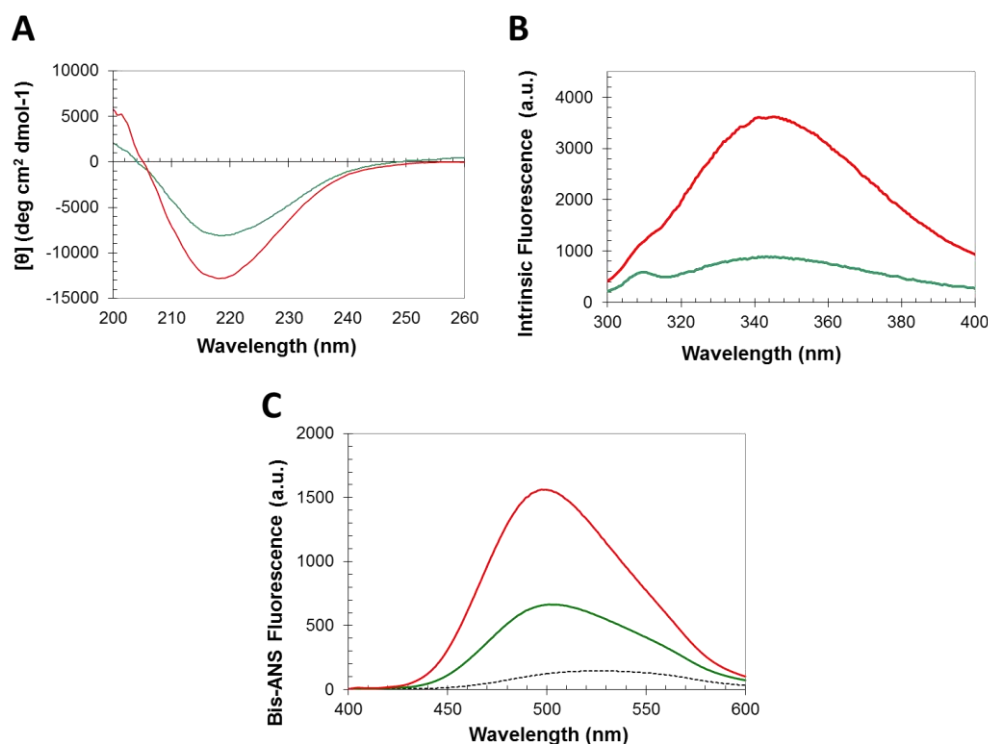 A
[θ] (deg cm² dmol-1)
10000
5000
0
-5000
-10000
-15000
200 210 220 230 240 250 260
Wavelength (nm)
B
Intrinsic Fluorescence (a.u.)
4000
3000
2000
1000
0
300 320 340 360 380 400
Wavelength (nm)
C
Bis-ANS Fluorescence (a.u.)
2000
1500
1000
500
0
400 450 500 550 600
Wavelength (nm)